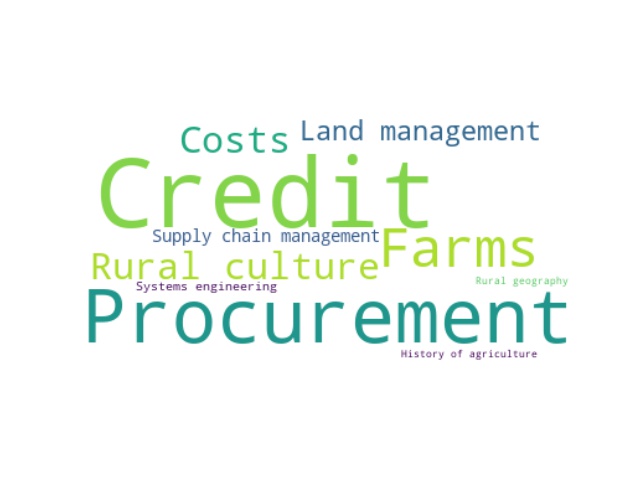 Costs
Land management
Credit
Supply chain management
Farms
Rural culture
Rural geography
Systems engineering
Procurement
History of agriculture